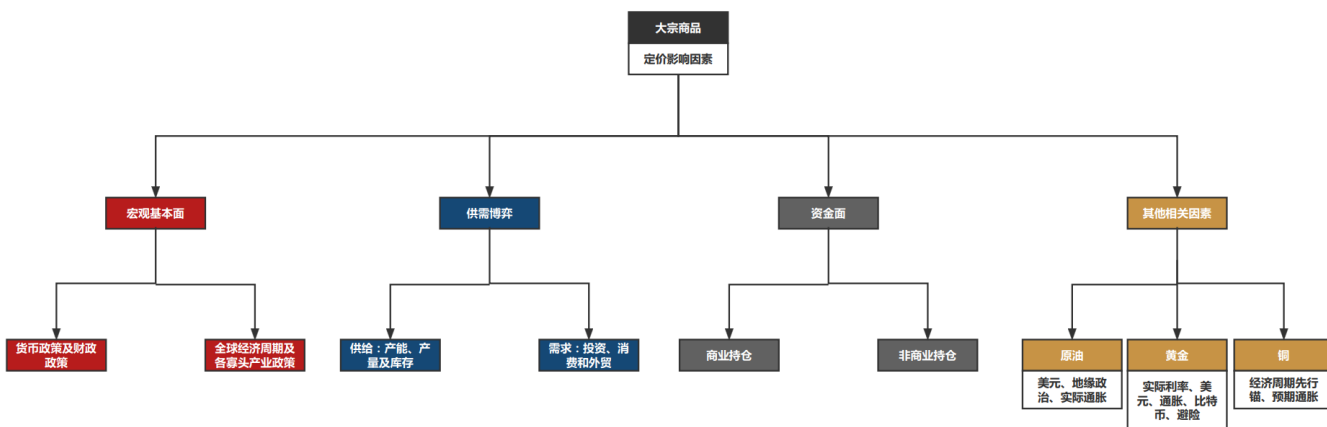 大宗商品
定价影响因素
宏观基本面
供需博弈
资金面
其他相关因素
货币政策及财政
政策
全球经济周期及
各寡头产业政策
供给：产能、产
量及库存
需求：投资、消
费和外贸
商业持仓
非商业持仓
原油
美元、地缘政
治、实际通胀
黄金
实际利率、美
元、通胀、比特
币、避险
铜
经济周期先行
锚、预期通胀